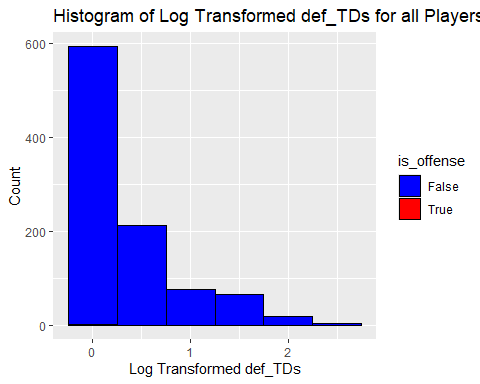 Histogram of Log Transformed def_TDs for all Players
600
400
200
0
Count
0 1 2
Log Transformed def_TDs
is_offense
False
True